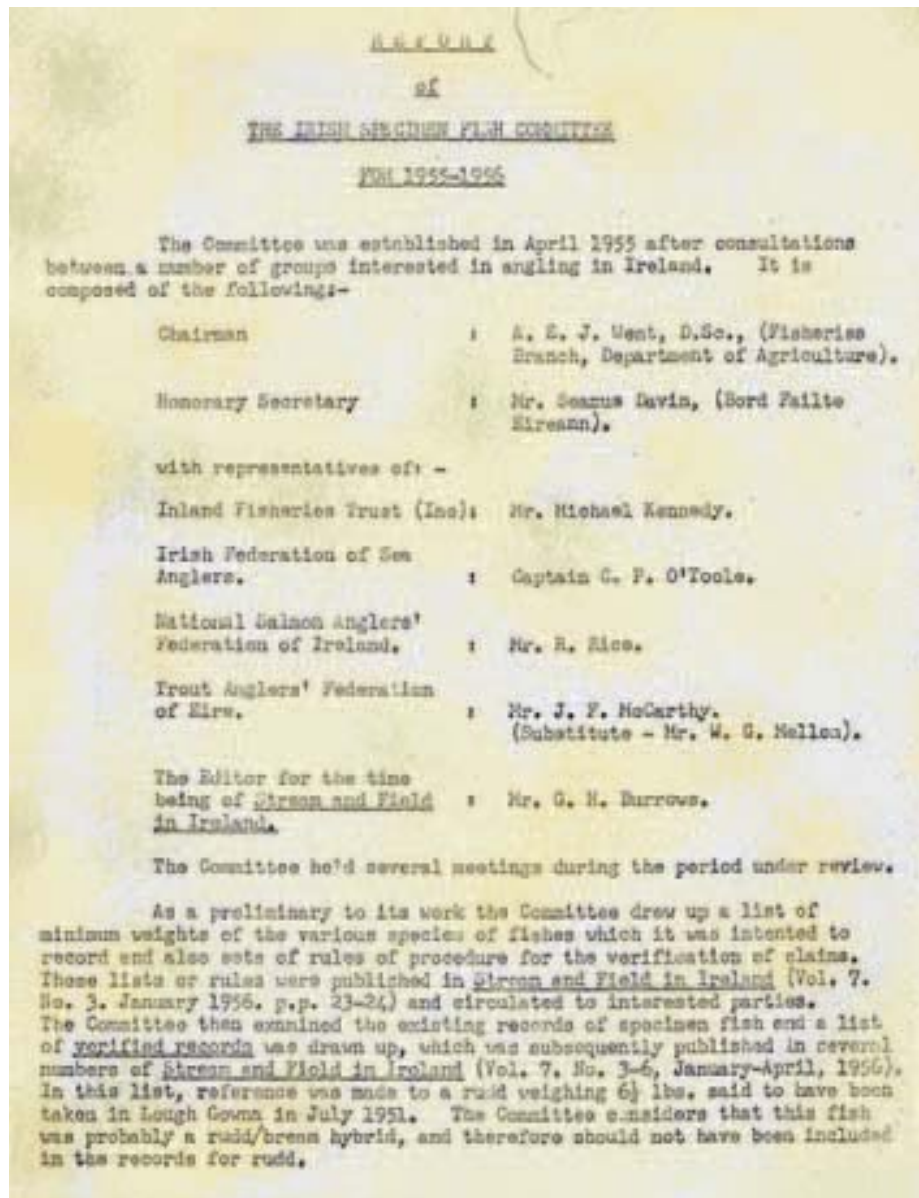 REPORT
of
THE IRISH SPECIMEN FISH COMMITTEE
FOR 1955-1956
The Committee was established in April 1955 after consultations
between a number of groups interested in angling in Ireland. It is
composed of the following:-
Chairman : A. E. J. Went, D.Sc., (Fisheries
Branch, Department of Agriculture).
Honorary Secretary : Mr. Seamus Davin, (Bord Failte
Eireann).
with representatives of: -
Inland Fisheries Trust (Inc): Mr. Michael Kennedy.
Irish Federation of Sea
Anglers. : Captain C. P. O'Toole.
National Salmon Anglers'
Federation of Ireland. : Mr. R. Rice.
Trout Anglers' Federation
of Eire. : Mr. J. F. McCarthy.
(Substitute - Mr. W. G. Mellon).
The Editor for the time
being of Stream and Field : Mr. G. H. Burrows.
in Ireland.
The Committee held several meetings during the period under review.
As a preliminary to its work the Committee drew up a list of
minimum weights of the various species of fishes which it was intented to
record and also sets of rules of procedure for the verification of claims.
These lists or rules were published in Stream and Field in Ireland (Vol. 7.
No. 3. January 1956. p.p. 23-24) and circulated to interested parties.
The Committee then examined the existing records of specimen fish and a list
of verified records was drawn up, which was subsequently published in several
numbers of Stream and Field in Ireland (Vol. 7. No. 3-6, January-April, 1956).
In this list, reference was made to a rudd weighing 6½ lbs. said to have been
taken in Lough Gowna in July 1951. The Committee considers that this fish
was probably a rudd/bream hybrid, and therefore should not have been included
in the records for rudd.